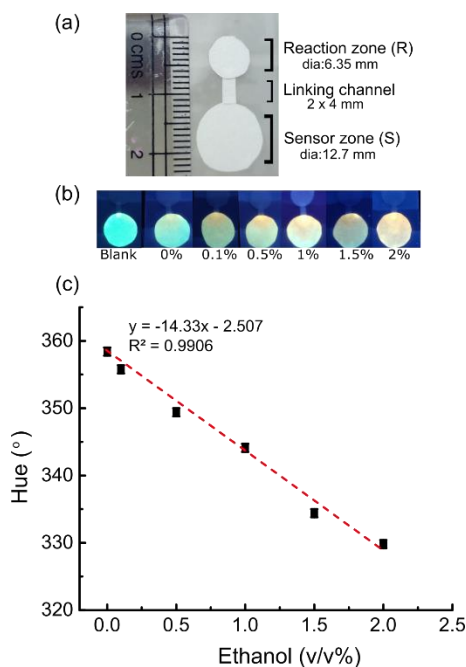 (a)
0 cms 1 2
Reaction zone (R)
dia:6.35 mm
Linking channel
2 x 4 mm
Sensor zone (S)
dia:12.7 mm
(b)
Blank 0% 0.1% 0.5% 1% 1.5% 2%
(c)
y = -14.33x - 2.507
R² = 0.9906
360
350
340
330
320
Hue (°)
0.0 0.5 1.0 1.5 2.0 2.5
Ethanol (v/v%)